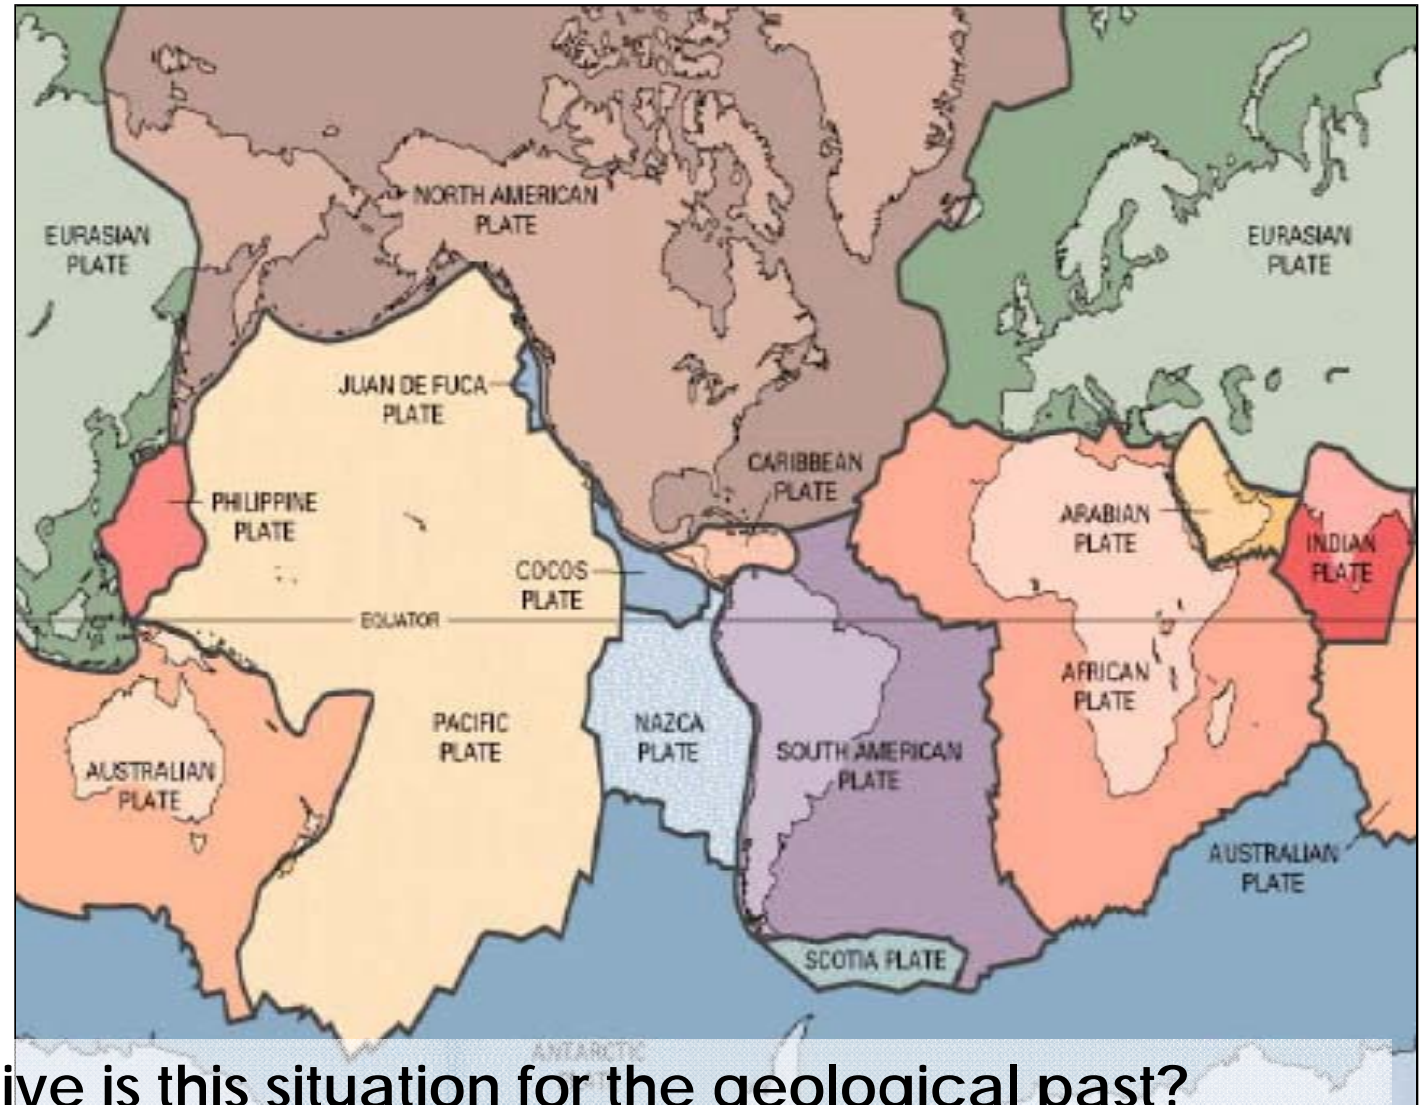 NORTH AMERICAN
PLATE
EURASIAN
PLATE
EURASIAN
PLATE
JUAN DE FUCA
PLATE
CARIBBEAN
PLATE
PHILIPPINE
PLATE
ARABIAN
PLATE
INDIAN
PLATE
COCOS
PLATE
EQUATOR
AFRICAN
PLATE
PACIFIC
PLATE
NAZCA
PLATE
SOUTH AMERICAN
PLATE
AUSTRALIAN
PLATE
AUSTRALIAN
PLATE
SCOTIA PLATE
ANTARCTIC
ive is this situation for the geological past?